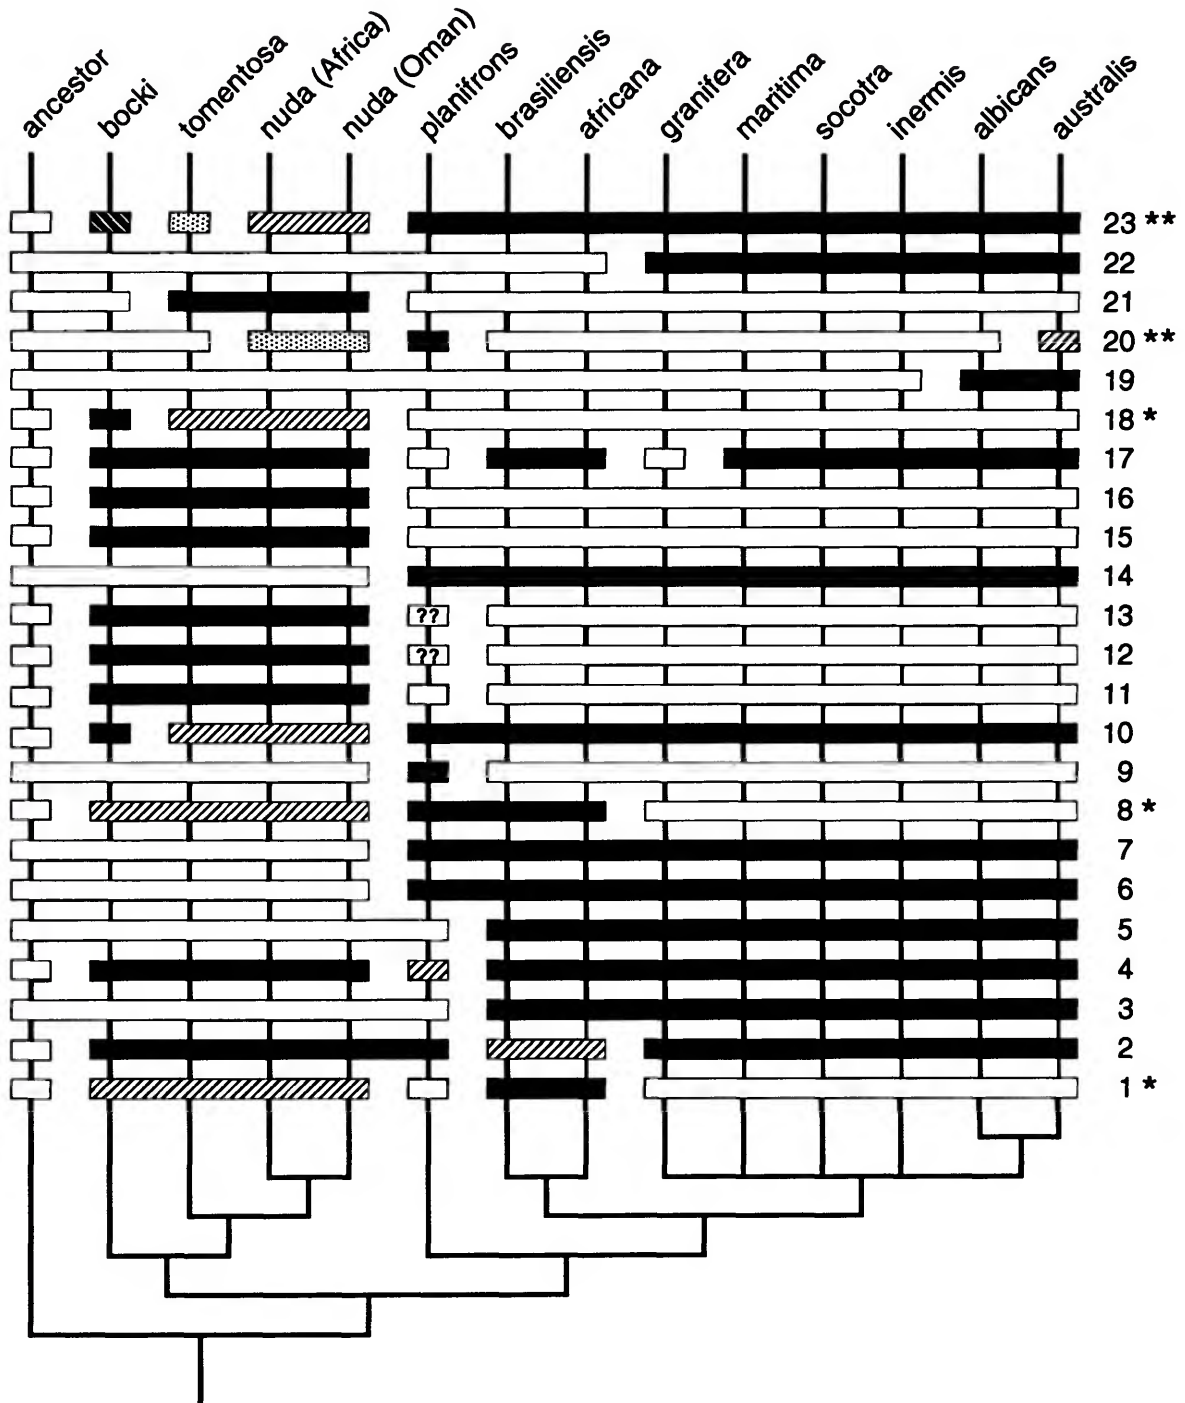 ancestor
bocki
tomentosa
nuda (Africa)
nuda (Oman)
planifrons
brasiliensis
africana
granifera
maritima
socotra
inermis
albicans
australis
23 **
22
21
20 **
19
18 *
17
16
15
14
?? 13
?? 12
11
10
9
8 *
7
6
5
4
3
2
1 *